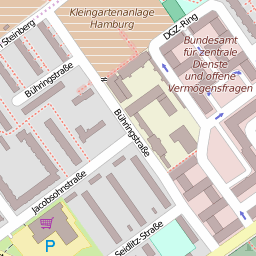 Kleingartenanlage
Hamburg
Steinberg
DGZ-Ring
Bundesamt
für zentrale
Dienste
und offene
Vermögensfragen
Bühringstraße
Bühringstraße
Jacobsohnstraße
P
Seidlitz-Straße